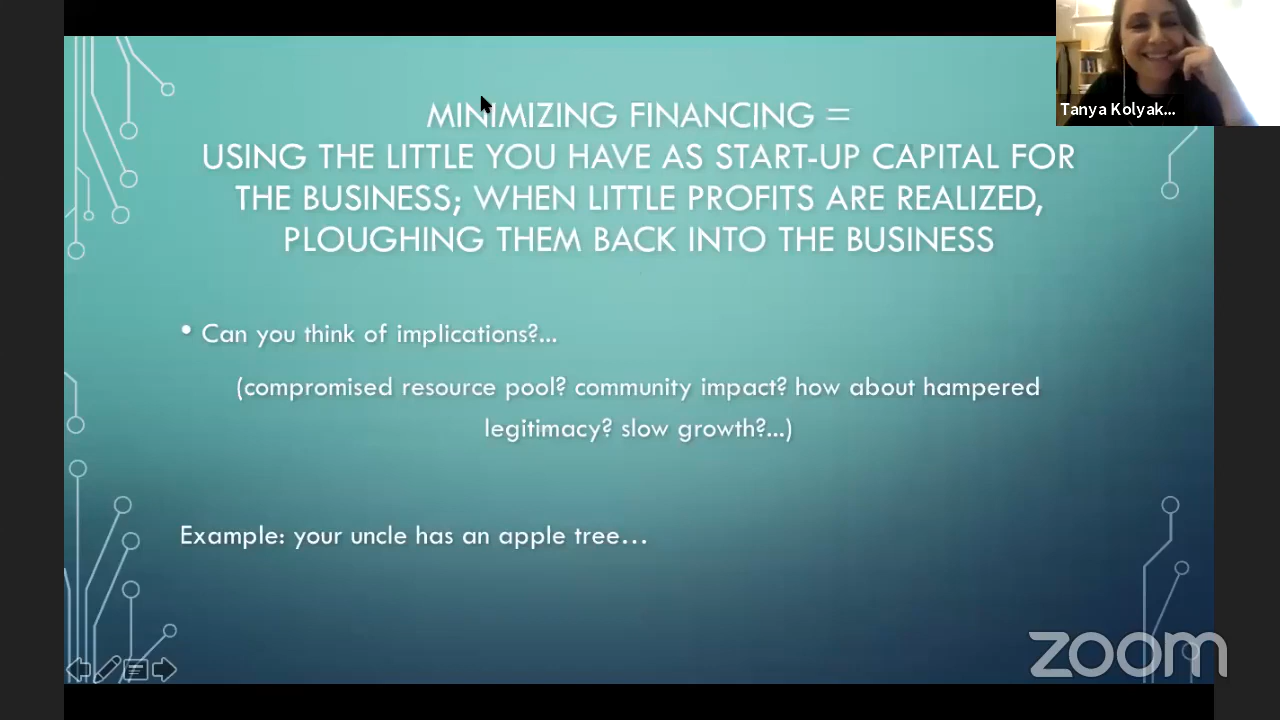 MINIMIZING FINANCING =
USING THE LITTLE YOU HAVE AS START-UP CAPITAL FOR
THE BUSINESS; WHEN LITTLE PROFITS ARE REALIZED,
PLOUGHING THEM BACK INTO THE BUSINESS
• Can you think of implications?...
(compromised resource pool? community impact? how about hampered
legitimacy? slow growth?...)
Example: your uncle has an apple tree…
Tanya Kolyak...
zoom